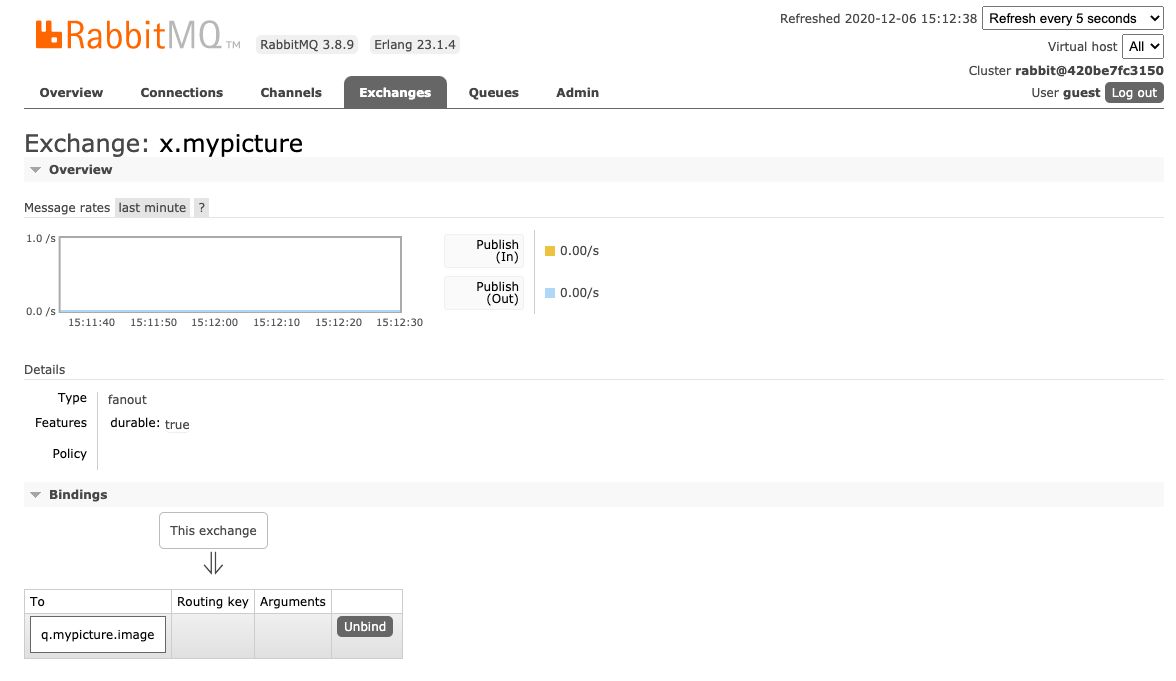 RabbitMQ TM
RabbitMQ 3.8.9 Erlang 23.1.4
Refreshed 2020-12-06 15:12:38 Refresh every 5 seconds
Virtual host All
Cluster rabbit@420be7fc3150
User guest Log out
Overview Connections Channels Exchanges Queues Admin
Exchange: x.mypicture
Overview
Message rates last minute ?
1.0 /s
0.0 /s
15:11:40 15:11:50 15:12:00 15:12:10 15:12:20 15:12:30
Publish
(In)
0.00/s
Publish
(Out)
0.00/s
Details
Type fanout
Features durable: true
Policy
Bindings
This exchange
To Routing key Arguments
q.mypicture.image Unbind